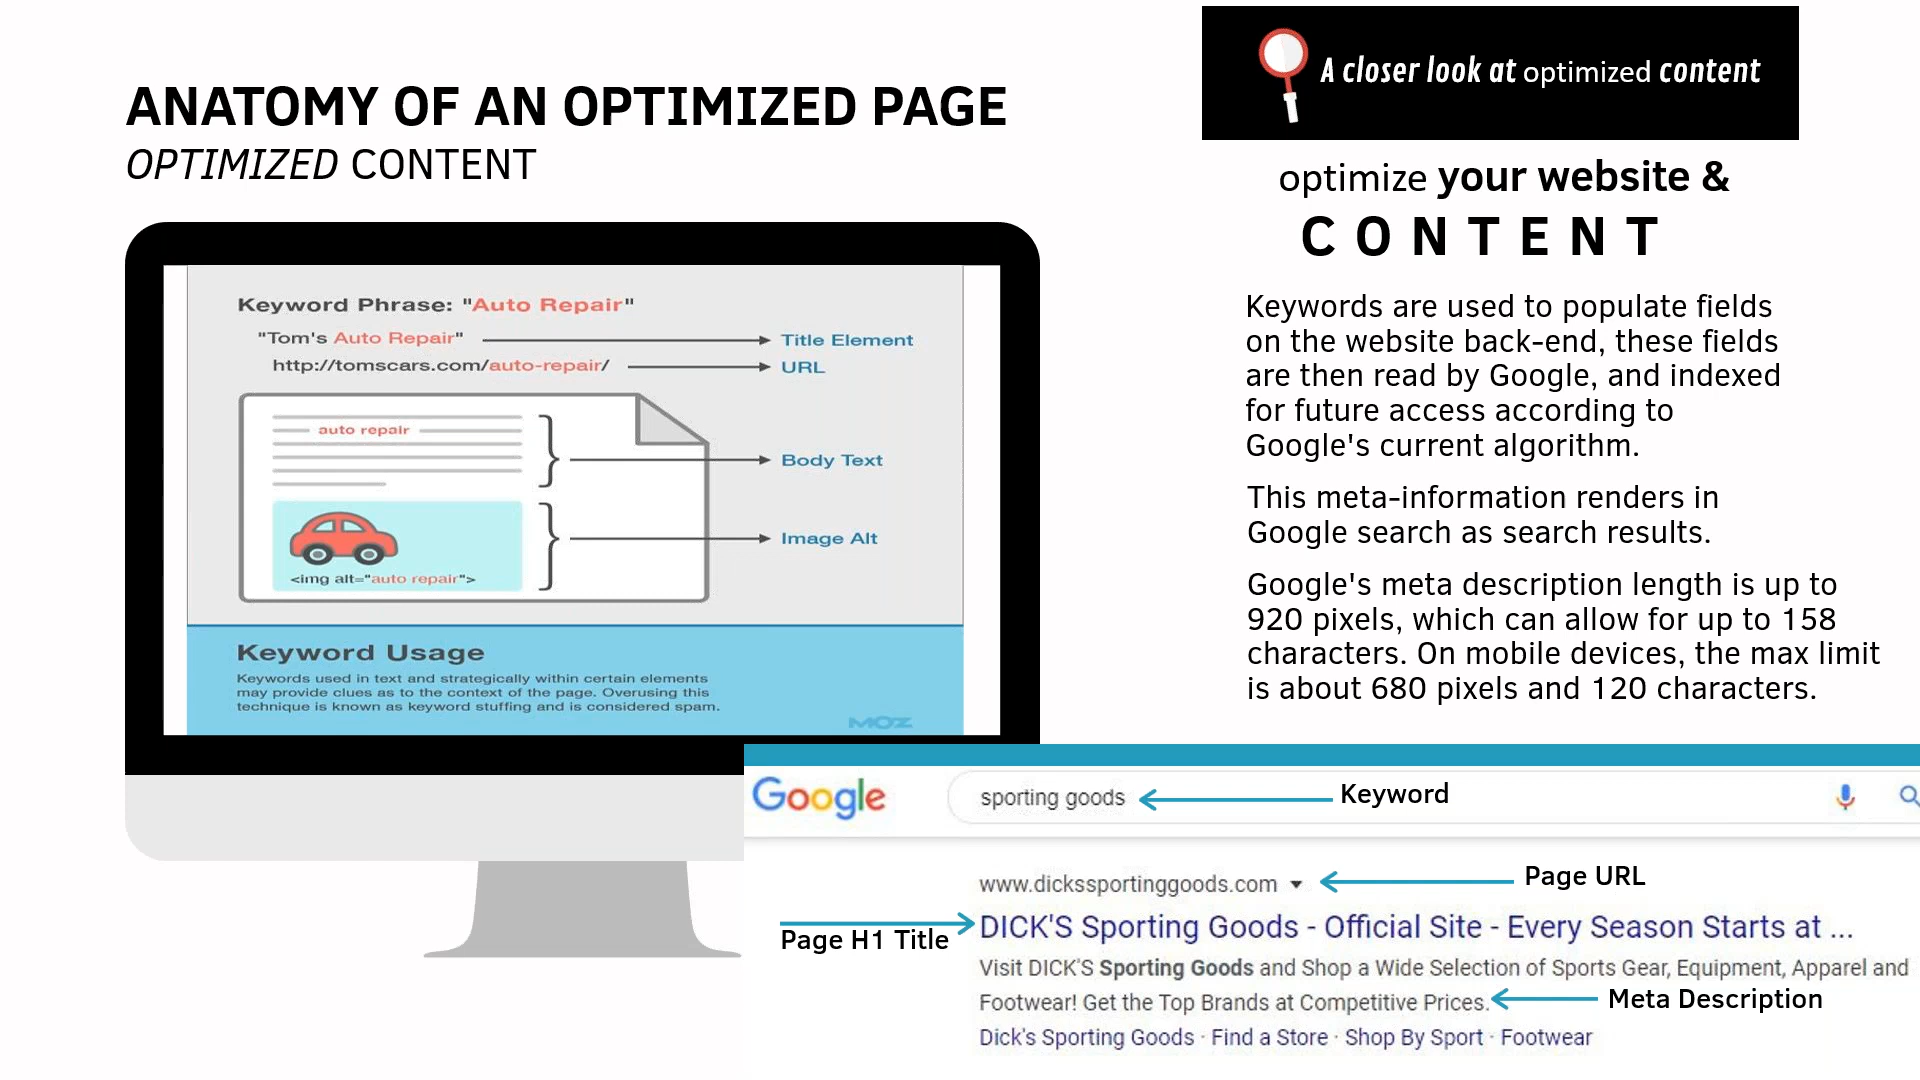 ANATOMY OF AN OPTIMIZED PAGE
OPTIMIZED CONTENT
Keyword Phrase: "Auto Repair"
"Tom's Auto Repair"
Title Element
http://tomscars.com/auto-repair/
URL
auto repair
Body Text
Image Alt
<img alt="auto repair">
Keyword Usage
Keywords used in text and strategically within certain elements
may provide clues as to the context of the page. Overusing this
technique is known as keyword stuffing and is considered spam.
MOZ
A closer look at optimized content
optimize your website &
CONTENT
Keywords are used to populate fields
on the website back-end, these fields
are then read by Google, and indexed
for future access according to
Google's current algorithm.
This meta-information renders in
Google search as search results.
Google's meta description length is up to
920 pixels, which can allow for up to 158
characters. On mobile devices, the max limit
is about 680 pixels and 120 characters.
Google
sporting goods
Keyword
www.dickssportinggoods.com
Page URL
Page H1 Title
DICK'S Sporting Goods - Official Site - Every Season Starts at ...
Visit DICK'S Sporting Goods and Shop a Wide Selection of Sports Gear, Equipment, Apparel and
Footwear! Get the Top Brands at Competitive Prices.
Meta Description
Dick's Sporting Goods · Find a Store · Shop By Sport · Footwear